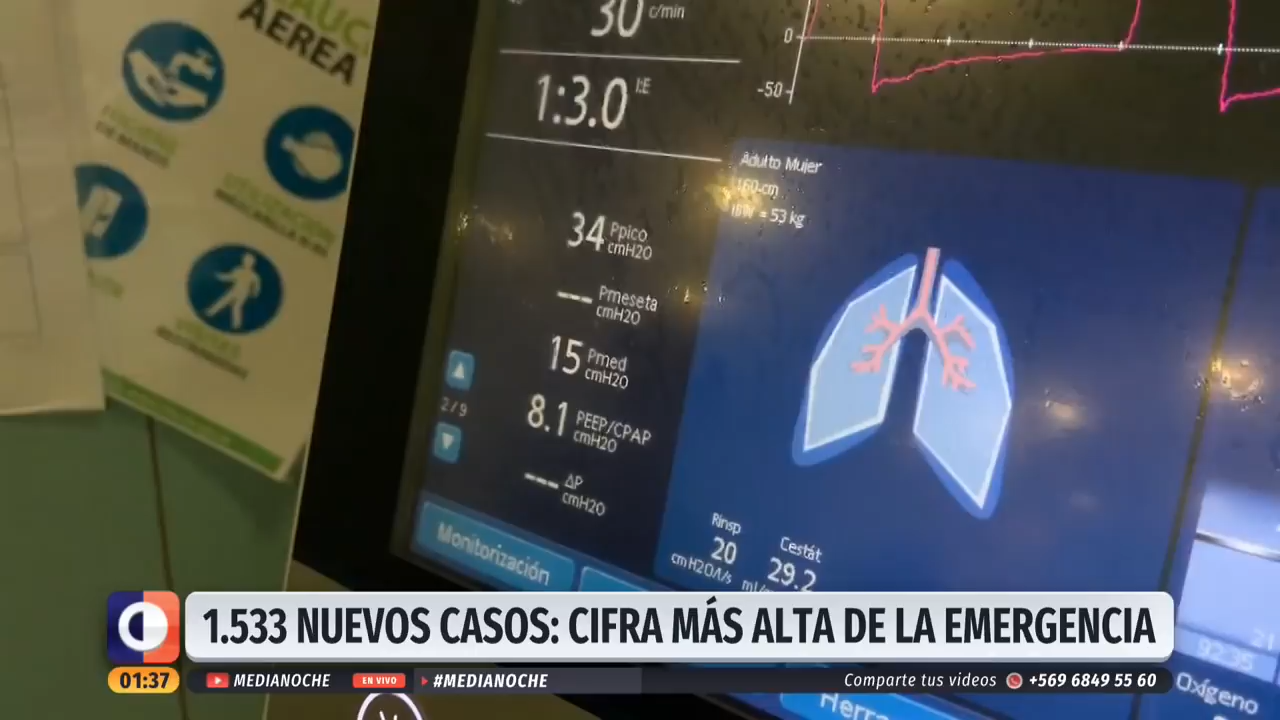 AEREA
30 c/min
1:3.0 I:E
0
-50
Adulto Mujer
160 cm
IBW = 53 kg
34 Ppico
cmH2O
--- Pmeseta
cmH2O
15 Pmed
cmH2O
2/9
8.1 PEEP/CPAP
cmH2O
--- ΔP
cmH2O
Rinsp
20
cmH2O/l/s
Cestát
29.2
Monitorización
Oxígeno
1.533 NUEVOS CASOS: CIFRA MÁS ALTA DE LA EMERGENCIA
01:37
MEDIANOCHE
EN VIVO
#MEDIANOCHE
Comparte tus videos
+569 6849 55 60